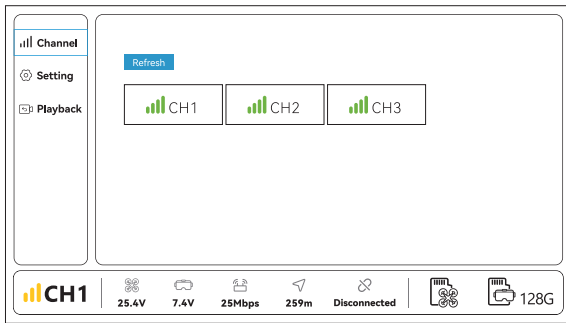 Channel
Setting
Playback
Refresh
CH1
CH2
CH3
CH1
25.4V
7.4V
25Mbps
259m
Disconnected
128G